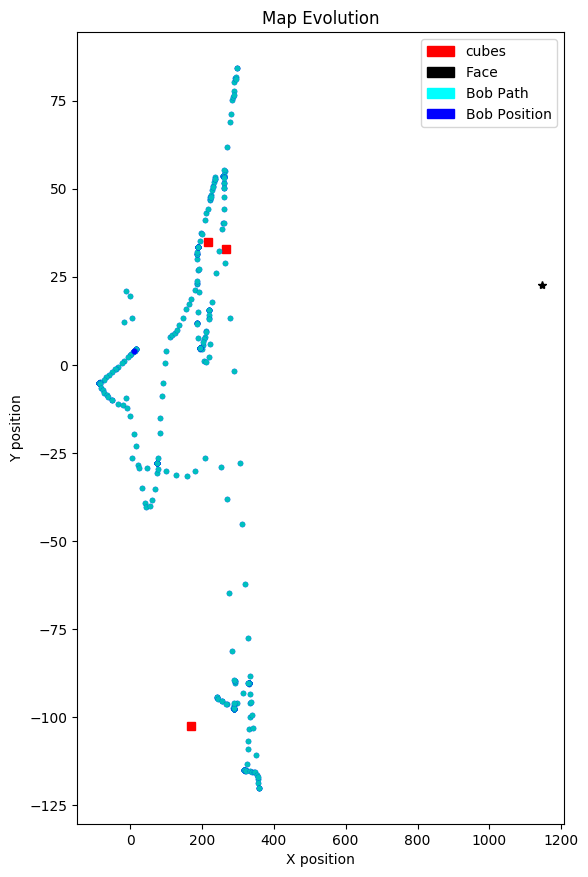 Map Evolution
cubes
Face
Bob Path
Bob Position
75
50
25
0
−25
−50
−75
−100
−125
Y position
0
200
400
600
800
1000
1200
X position